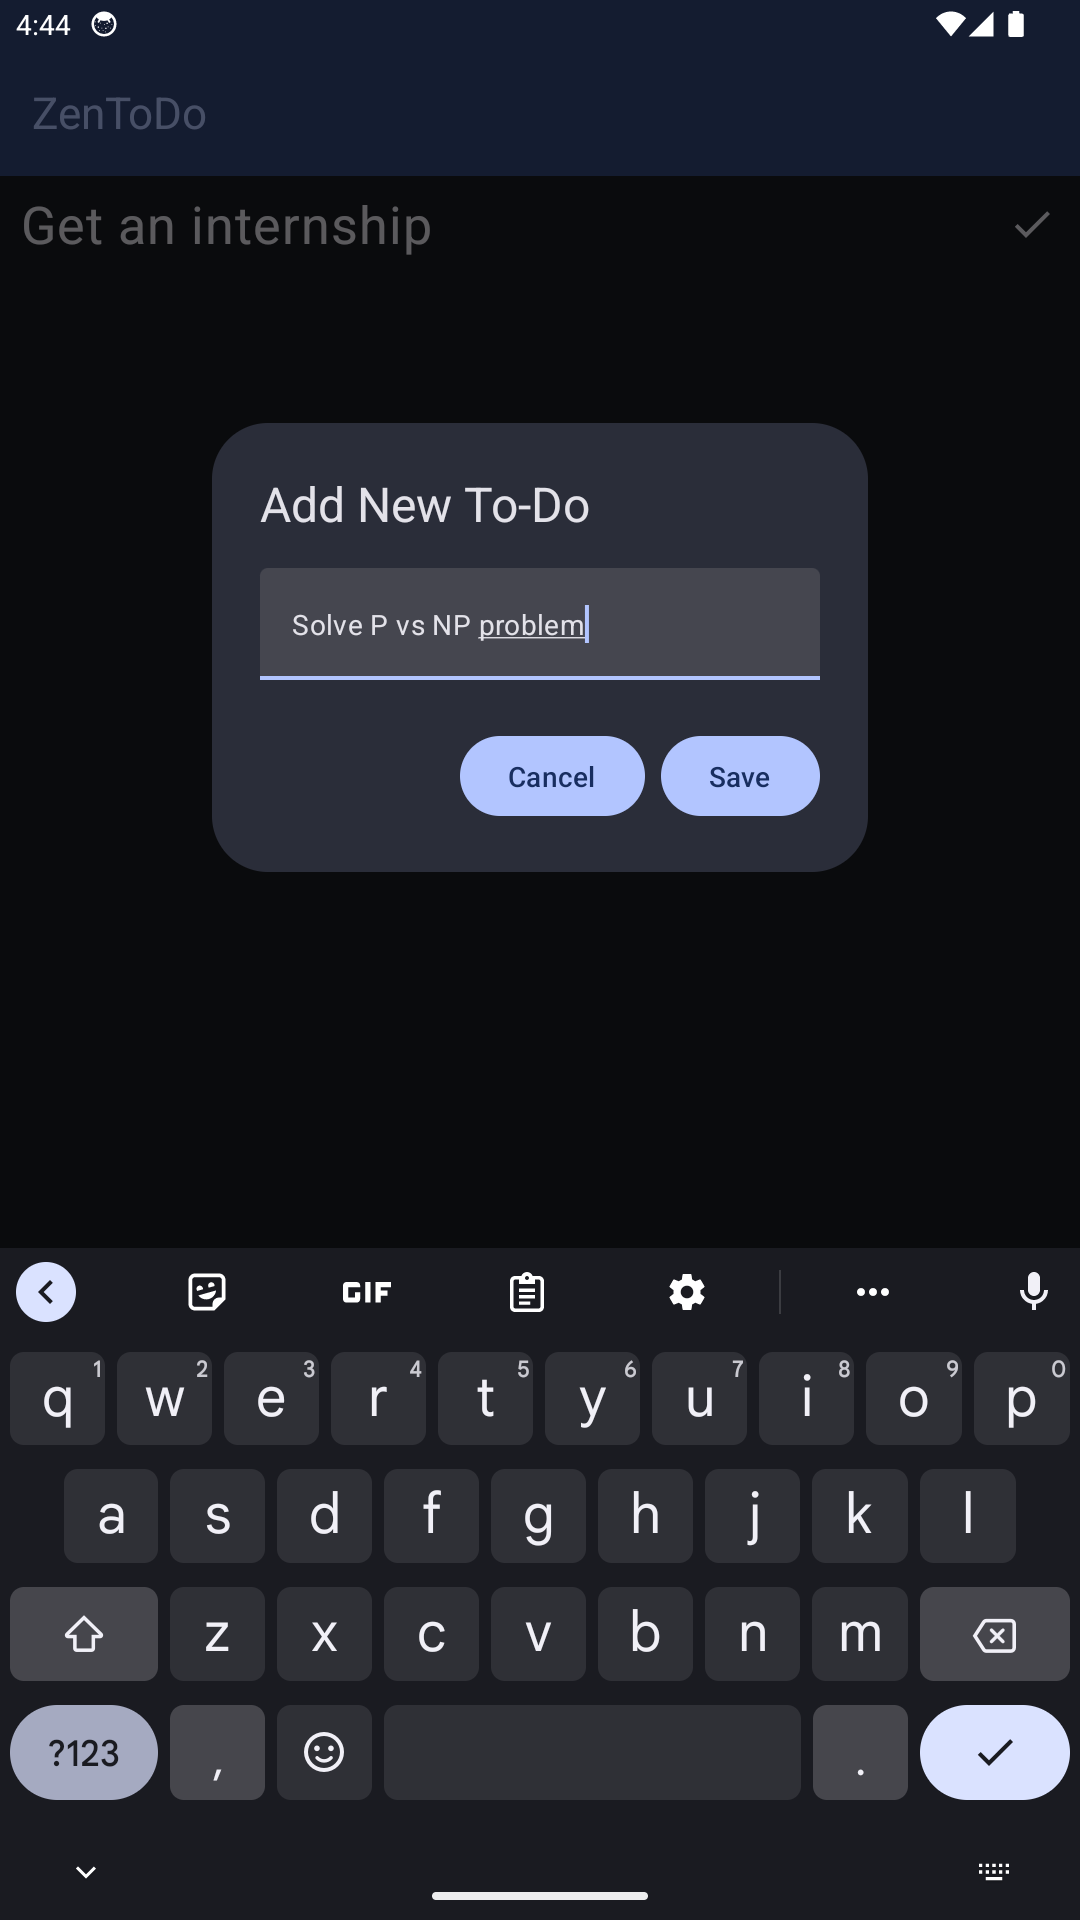 4:44
ZenToDo
Get an internship
Add New To-Do
Solve P vs NP problem
Cancel
Save
GIF
q 1 w 2 e 3 r 4 t 5 y 6 u 7 i 8 o 9 p 0
a s d f g h j k l
z x c v b n m
?123 , .